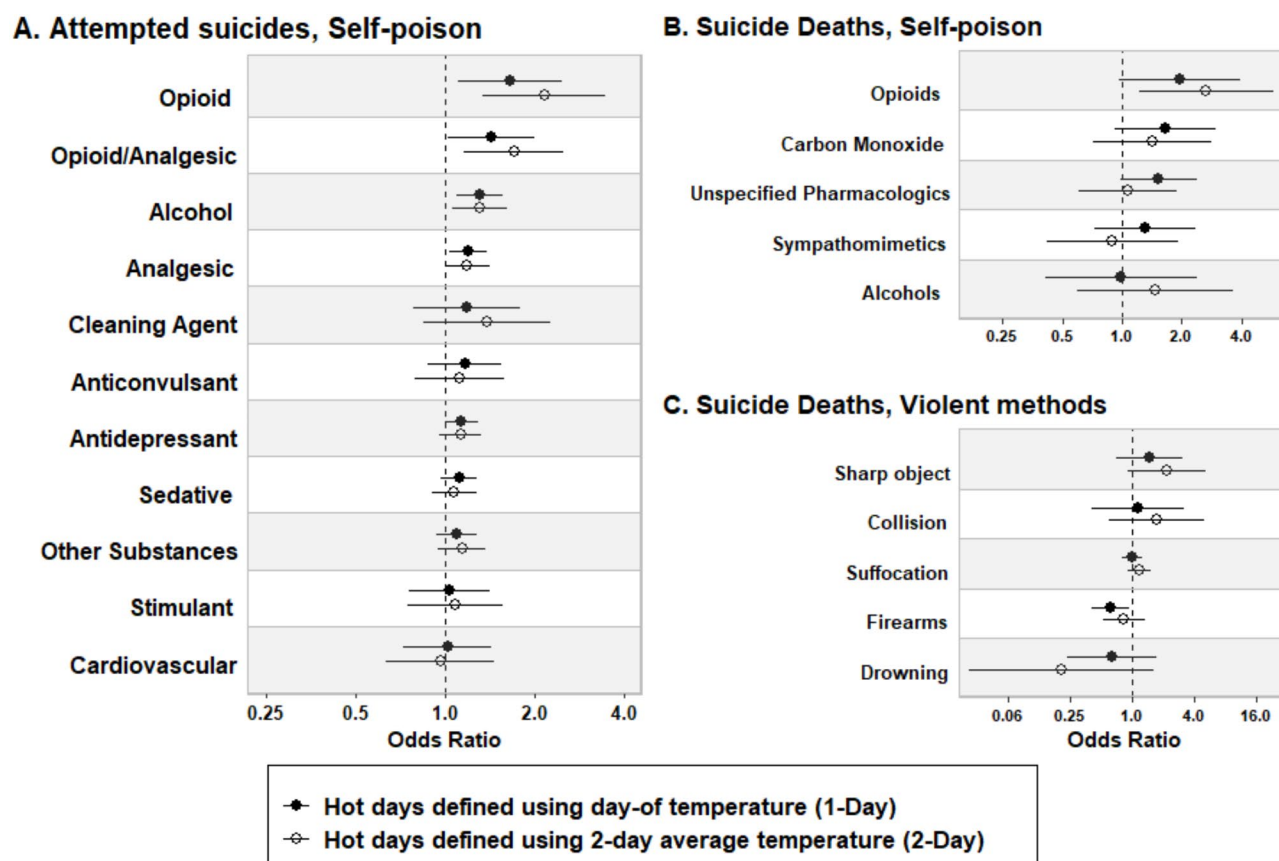 A. Attempted suicides, Self-poison
Opioid
Opioid/Analgesic
Alcohol
Analgesic
Cleaning Agent
Anticonvulsant
Antidepressant
Sedative
Other Substances
Stimulant
Cardiovascular
0.25 0.5 1.0 2.0 4.0
Odds Ratio
B. Suicide Deaths, Self-poison
Opioids
Carbon Monoxide
Unspecified Pharmacologics
Sympathomimetics
Alcohols
0.25 0.5 1.0 2.0 4.0
C. Suicide Deaths, Violent methods
Sharp object
Collision
Suffocation
Firearms
Drowning
0.06 0.25 1.0 4.0 16.0
Odds Ratio
Hot days defined using day-of temperature (1-Day)
Hot days defined using 2-day average temperature (2-Day)